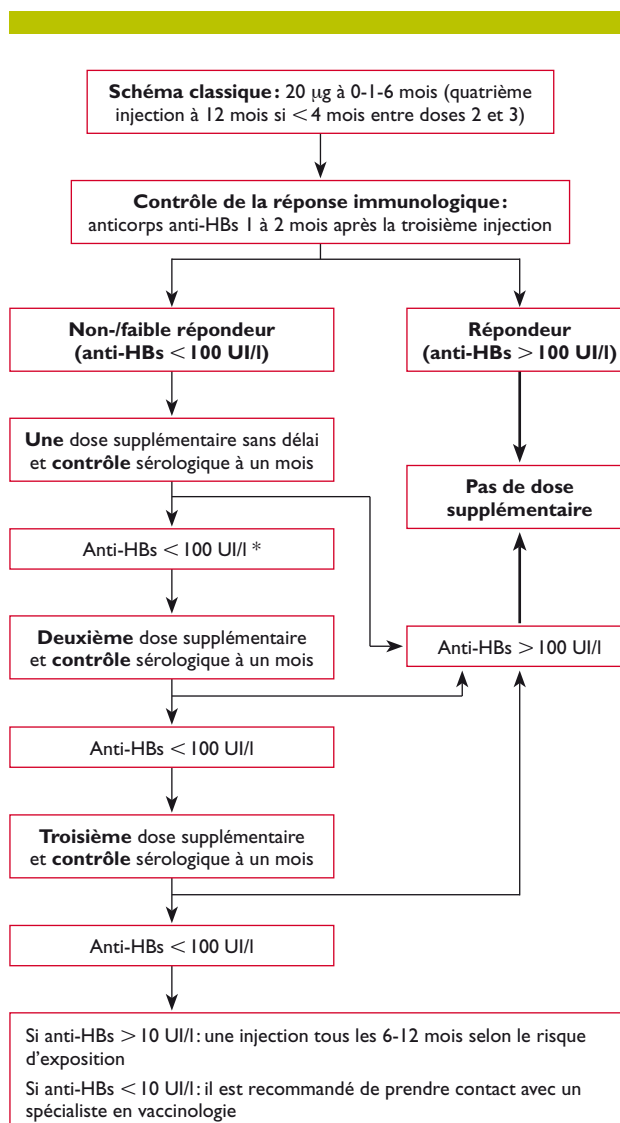 Schéma classique: 20 µg à 0-1-6 mois (quatrième
injection à 12 mois si < 4 mois entre doses 2 et 3)
Contrôle de la réponse immunologique:
anticorps anti-HBs 1 à 2 mois après la troisième injection
Non-/faible répondeur
(anti-HBs < 100 UI/l)
Répondeur
(anti-HBs > 100 UI/l)
Une dose supplémentaire sans délai
et contrôle sérologique à un mois
Pas de dose
supplémentaire
Anti-HBs < 100 UI/l *
Deuxième dose supplémentaire
et contrôle sérologique à un mois
Anti-HBs > 100 UI/l
Anti-HBs < 100 UI/l
Troisième dose supplémentaire
et contrôle sérologique à un mois
Anti-HBs < 100 UI/l
Si anti-HBs > 10 UI/l: une injection tous les 6-12 mois selon le risque
d'exposition
Si anti-HBs < 10 UI/l: il est recommandé de prendre contact avec un
spécialiste en vaccinologie